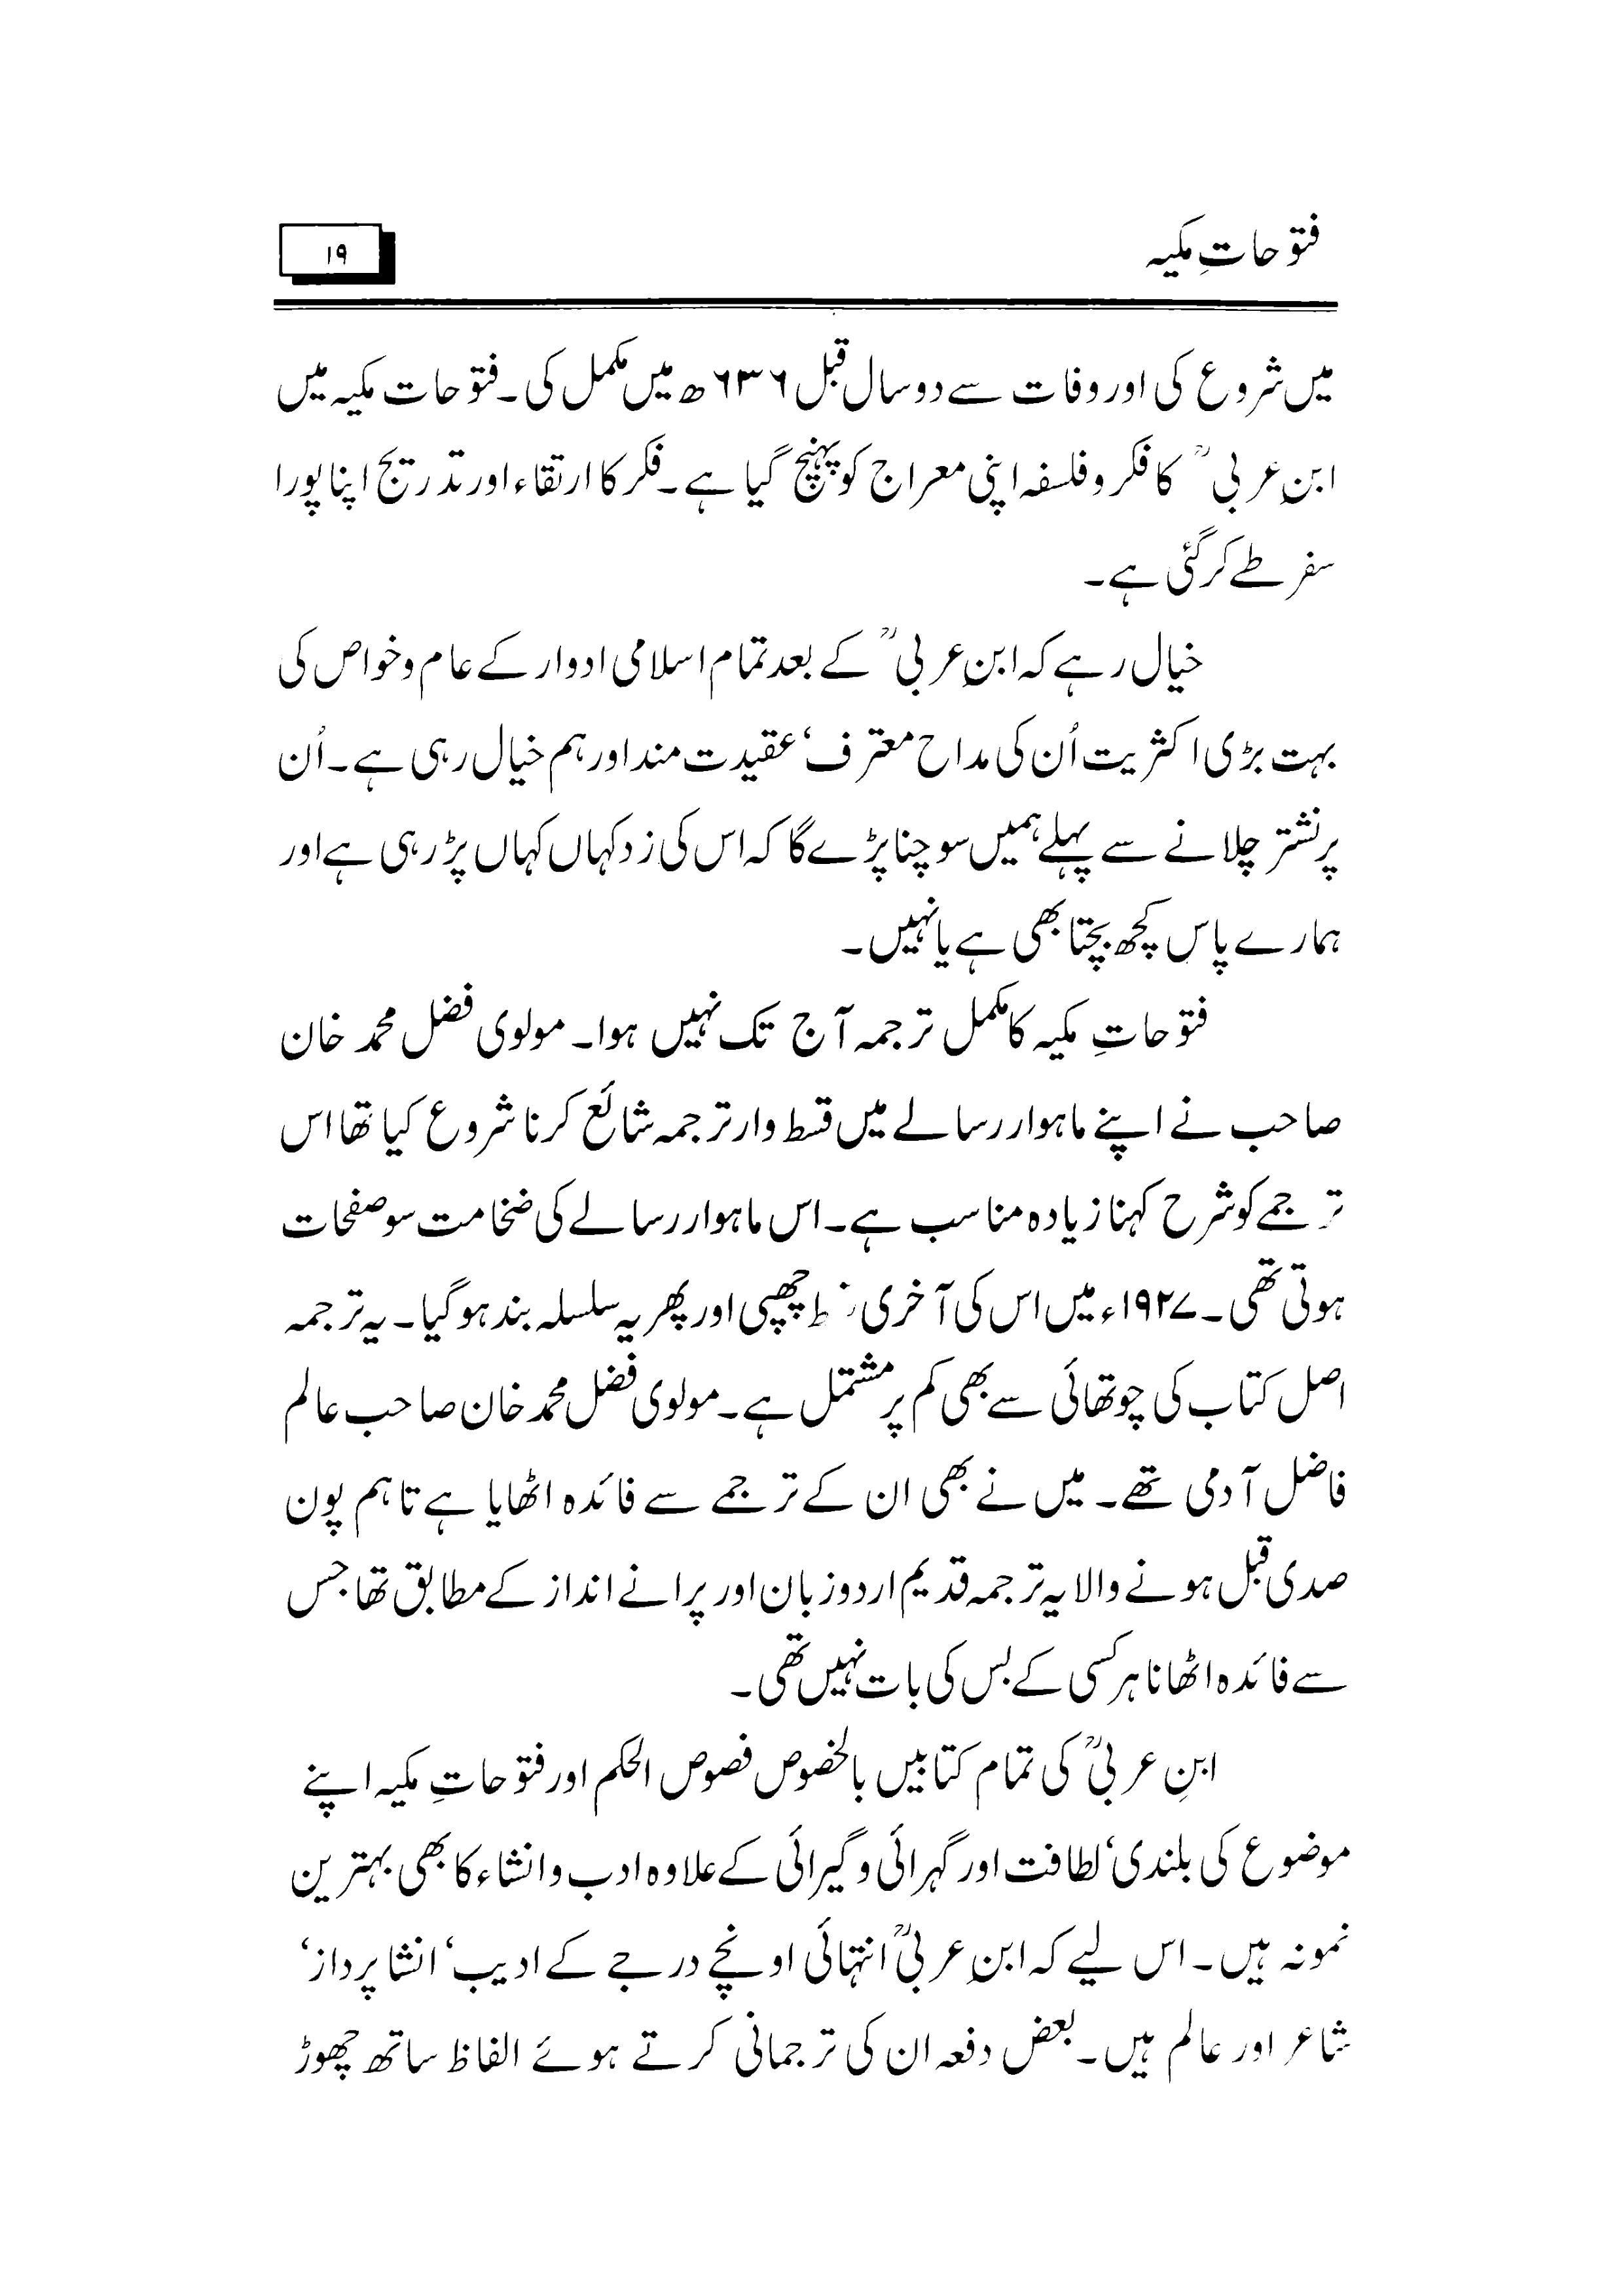 فتوحاتِ مکیہ
۱۹
میں شروع کی اور وفات سے دو سال قبل ۶۳۶ھ میں مکمل کی۔ فتوحات مکیہ میں
ابنِ عربیؒ کا فکر و فلسفہ اپنی معراج کو پہنچ گیا ہے۔ فکر کا ارتقاء اور تدریج اپنا پورا
سفر طے کر گئی ہے۔
خیال رہے کہ ابنِ عربیؒ کے بعد تمام اسلامی ادوار کے عام و خواص کی
بہت بڑی اکثریت اُن کی مداح معترف‘ عقیدت مند اور ہم خیال رہی ہے۔ اُن
پر نشتر چلانے سے پہلے ہمیں سوچنا پڑے گا کہ اس کی زد کہاں کہاں پڑ رہی ہے اور
ہمارے پاس کچھ بچتا بھی ہے یا نہیں۔
فتوحاتِ مکیہ کا مکمل ترجمہ آج تک نہیں ہوا۔ مولوی فضل محمد خان
صاحب نے اپنے ماہوار رسالے میں قسط وار ترجمہ شائع کرنا شروع کیا تھا اس
ترجمے کو شرح کہنا زیادہ مناسب ہے۔ اس ماہوار رسالے کی ضخامت سو صفحات
ہوتی تھی۔ ۱۹۲۷ء میں اس کی آخری چھپی اور پھر یہ سلسلہ بند ہو گیا۔ یہ ترجمہ
اصل کتاب کی چوتھائی سے بھی کم پر مشتمل ہے۔ مولوی فضل محمد خان صاحب عالم
فاضل آدمی تھے۔ میں نے بھی ان کے ترجمے سے فائدہ اٹھایا ہے تاہم پون
صدی قبل ہونے والا یہ ترجمہ قدیم اردو زبان اور پرانے انداز کے مطابق تھا جس
سے فائدہ اٹھانا ہر کسی کے بس کی بات نہیں تھی۔
ابنِ عربیؒ کی تمام کتابیں بالخصوص فصوص الحکم اور فتوحاتِ مکیہ اپنے
موضوع کی بلندی‘ لطافت اور گہرائی و گیرائی کے علاوہ ادب و انشاء کا بھی بہترین
نمونہ ہیں۔ اس لیے کہ ابنِ عربیؒ انتہائی اونچے درجے کے ادیب‘ انشا پرداز‘
شاعر اور عالم ہیں۔ بعض دفعہ ان کی ترجمانی کرتے ہوئے الفاظ ساتھ چھوڑ